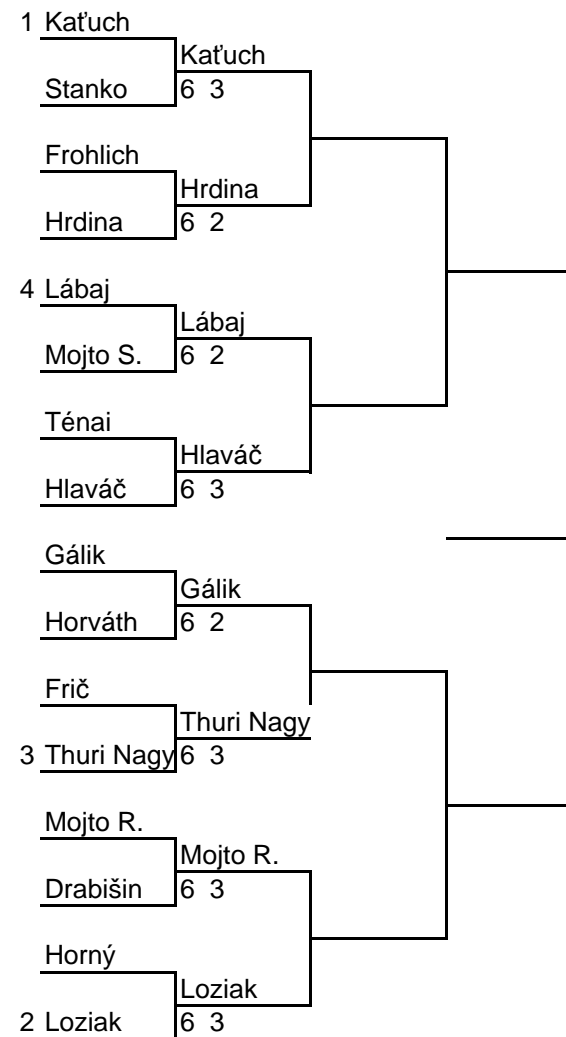 1 Kaťuch
Kaťuch
Stanko
6 3
Frohlich
Hrdina
Hrdina
6 2
4 Lábaj
Lábaj
Mojto S.
6 2
Ténai
Hlaváč
Hlaváč
6 3
Gálik
Gálik
Horváth
6 2
Frič
Thuri Nagy
3 Thuri Nagy
6 3
Mojto R.
Mojto R.
Drabišin
6 3
Horný
Loziak
2 Loziak
6 3